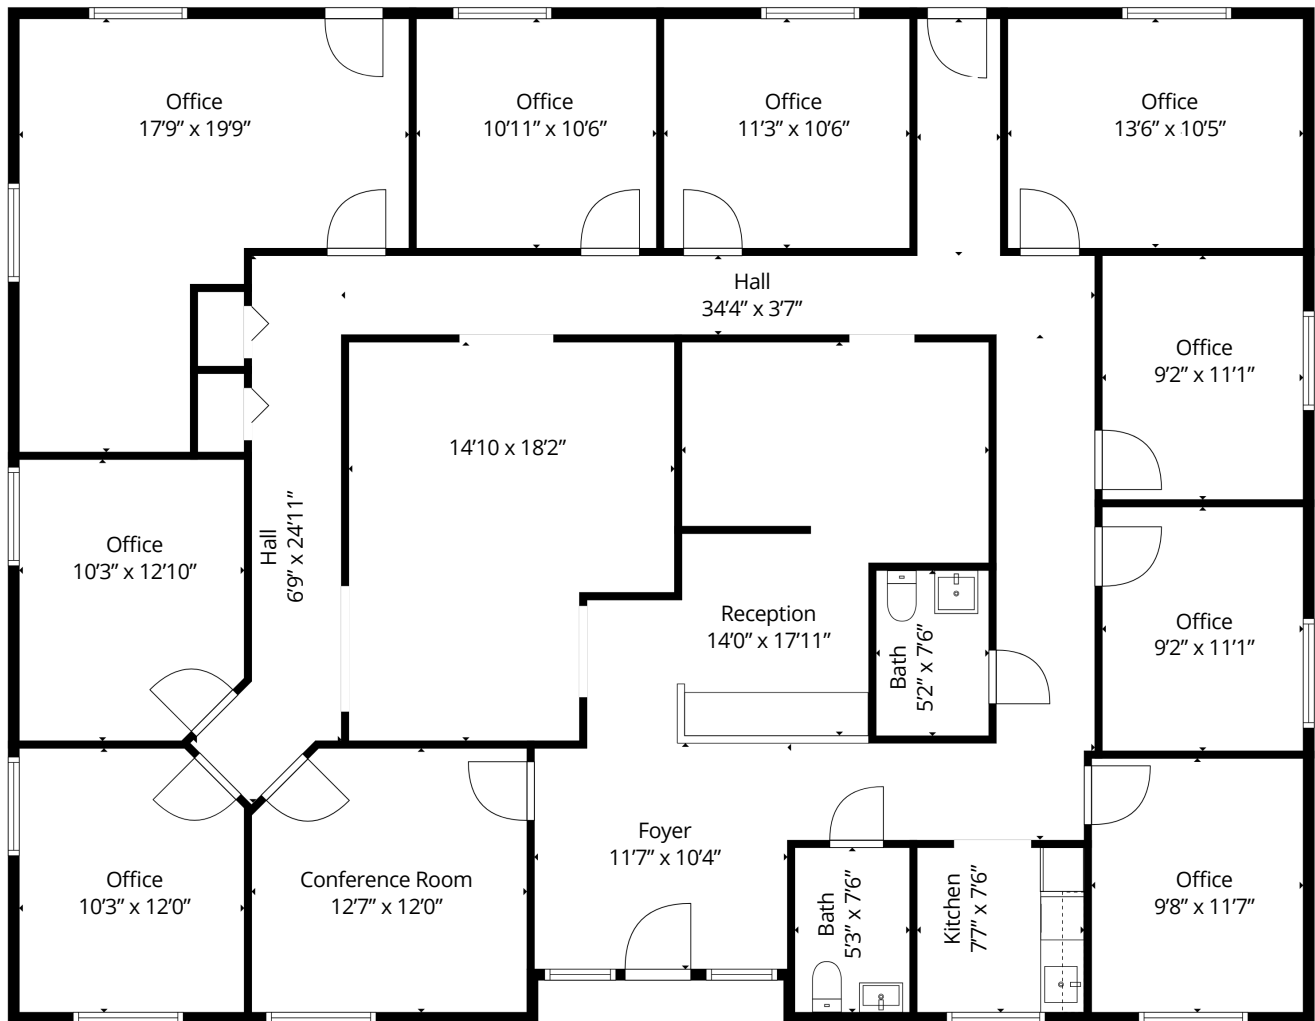 Office
17'9” x 19'9”
Office
10'11” x 10'6”
Office
11'3” x 10'6”
Office
13'6” x 10'5”
Hall
34'4” x 3'7”
Office
9'2” x 11'1”
14'10 x 18'2”
Hall
6'9” x 24'11”
Office
10'3” x 12'10”
Reception
14'0” x 17'11”
Bath
5'2” x 7'6”
Office
9'2” x 11'1”
Foyer
11'7” x 10'4”
Office
10'3” x 12'0”
Conference Room
12'7” x 12'0”
Bath
5'3” x 7'6”
Kitchen
7'7” x 7'6”
Office
9'8” x 11'7”